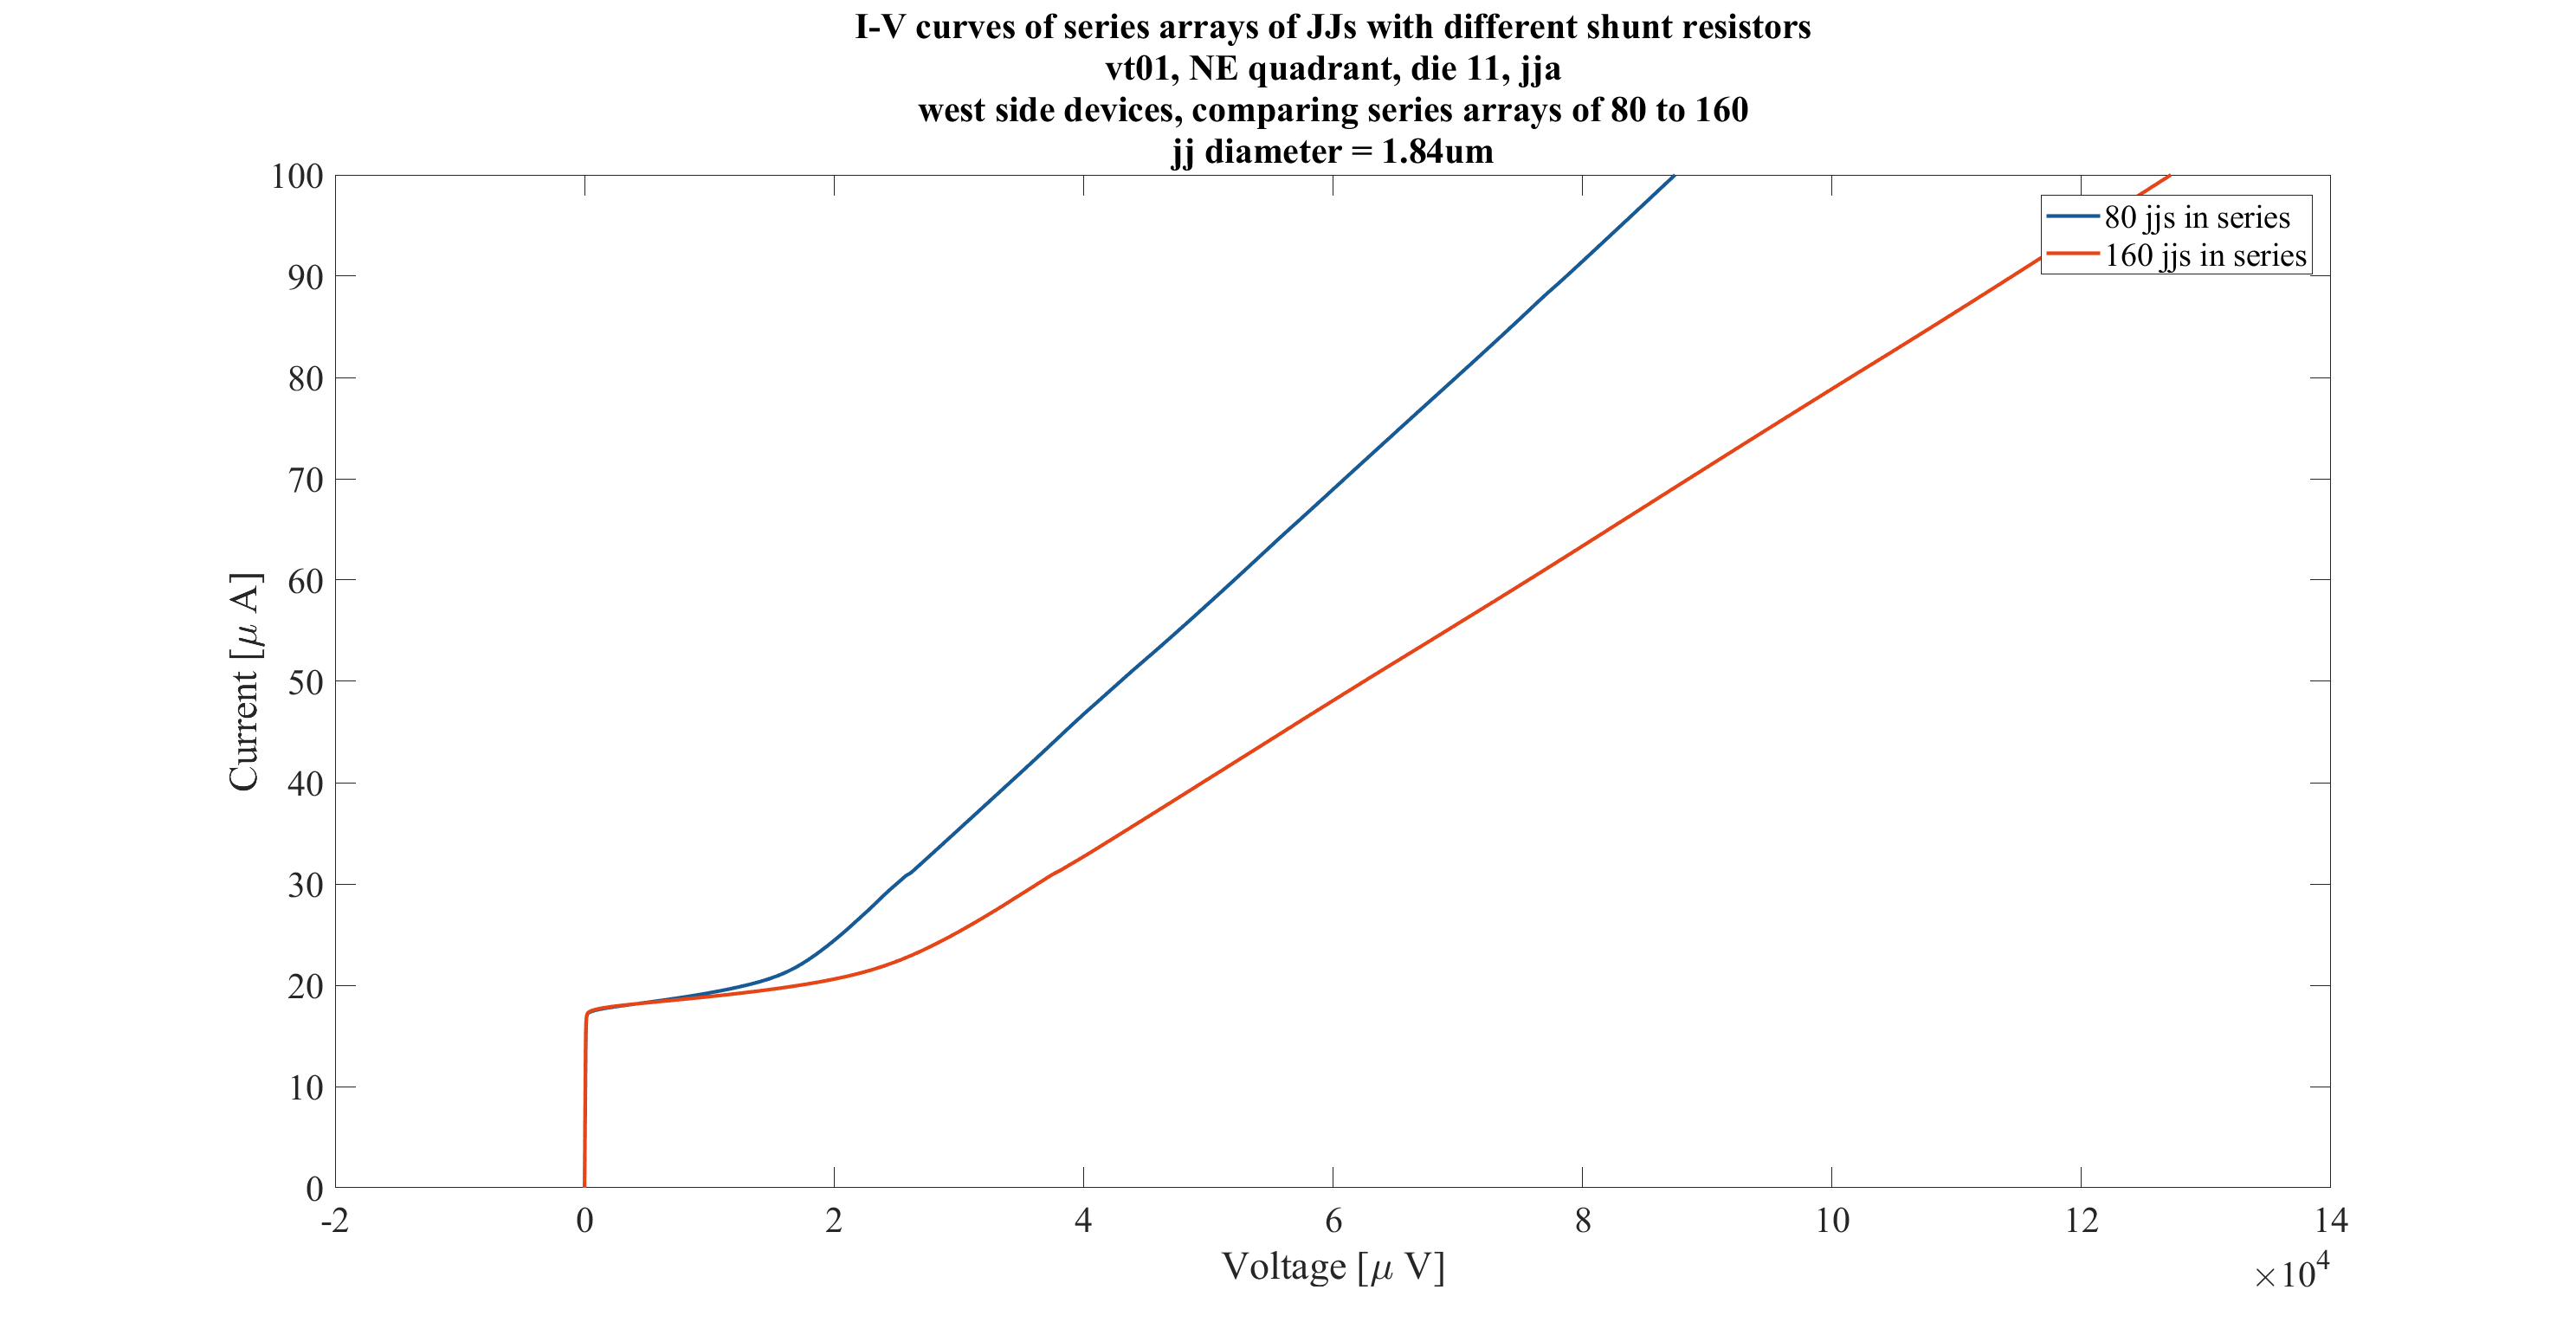 I-V curves of series arrays of JJs with different shunt resistors
vt01, NE quadrant, die 11, jja
west side devices, comparing series arrays of 80 to 160
jj diameter = 1.84um
100
90
80
70
60
50
40
30
20
10
0
Current [μ A]
80 jjs in series
160 jjs in series
-2 0 2 4 6 8 10 12 14
Voltage [μ V]
×10⁴